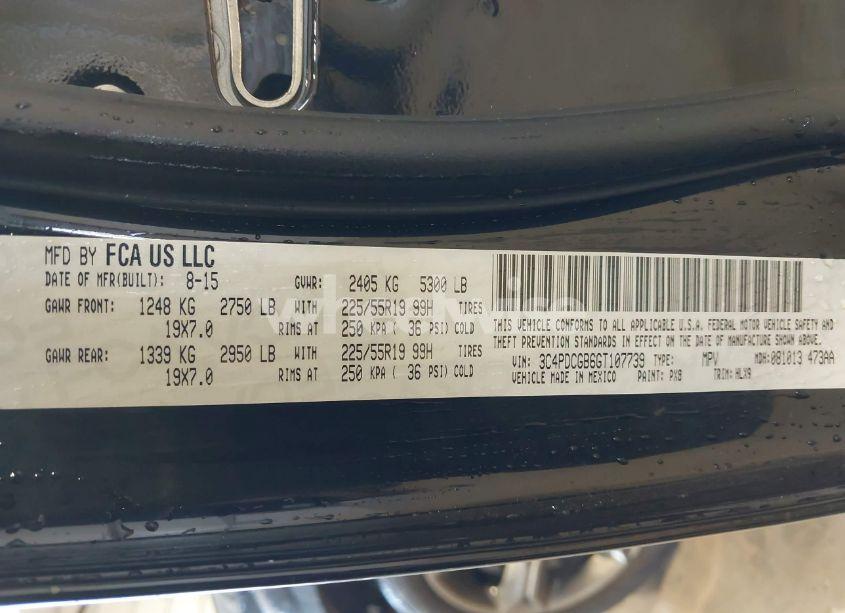 MFD BY FCA US LLC
DATE OF MFR(BUILT): 8-15 GVWR: 2405 KG 5300 LB
GAWR FRONT: 1248 KG 2750 LB WITH 225/55R19 99H TIRES
19X7.0 RIMS AT 250 KPA ( 36 PSI) COLD
GAWR REAR: 1339 KG 2950 LB WITH 225/55R19 99H TIRES
19X7.0 RIMS AT 250 KPA ( 36 PSI) COLD
THIS VEHICLE CONFORMS TO ALL APPLICABLE U.S.A. FEDERAL MOTOR VEHICLE SAFETY AND
THEFT PREVENTION STANDARDS IN EFFECT ON THE DATE OF MANUFACTURE SHOWN ABOVE.
VIN: 3C4PDCGB6GT107739 TYPE: MPV MDH: 081013 473AA
VEHICLE MADE IN MEXICO PAINT: PX8 TRIM: HLX9